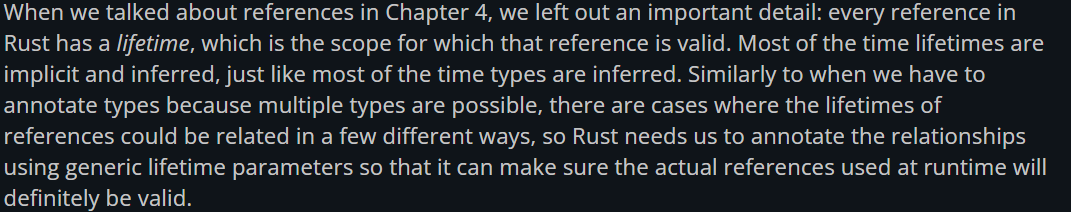 When we talked about references in Chapter 4, we left out an important detail: every reference in
Rust has a lifetime, which is the scope for which that reference is valid. Most of the time lifetimes are
implicit and inferred, just like most of the time types are inferred. Similarly to when we have to
annotate types because multiple types are possible, there are cases where the lifetimes of
references could be related in a few different ways, so Rust needs us to annotate the relationships
using generic lifetime parameters so that it can make sure the actual references used at runtime will
definitely be valid.